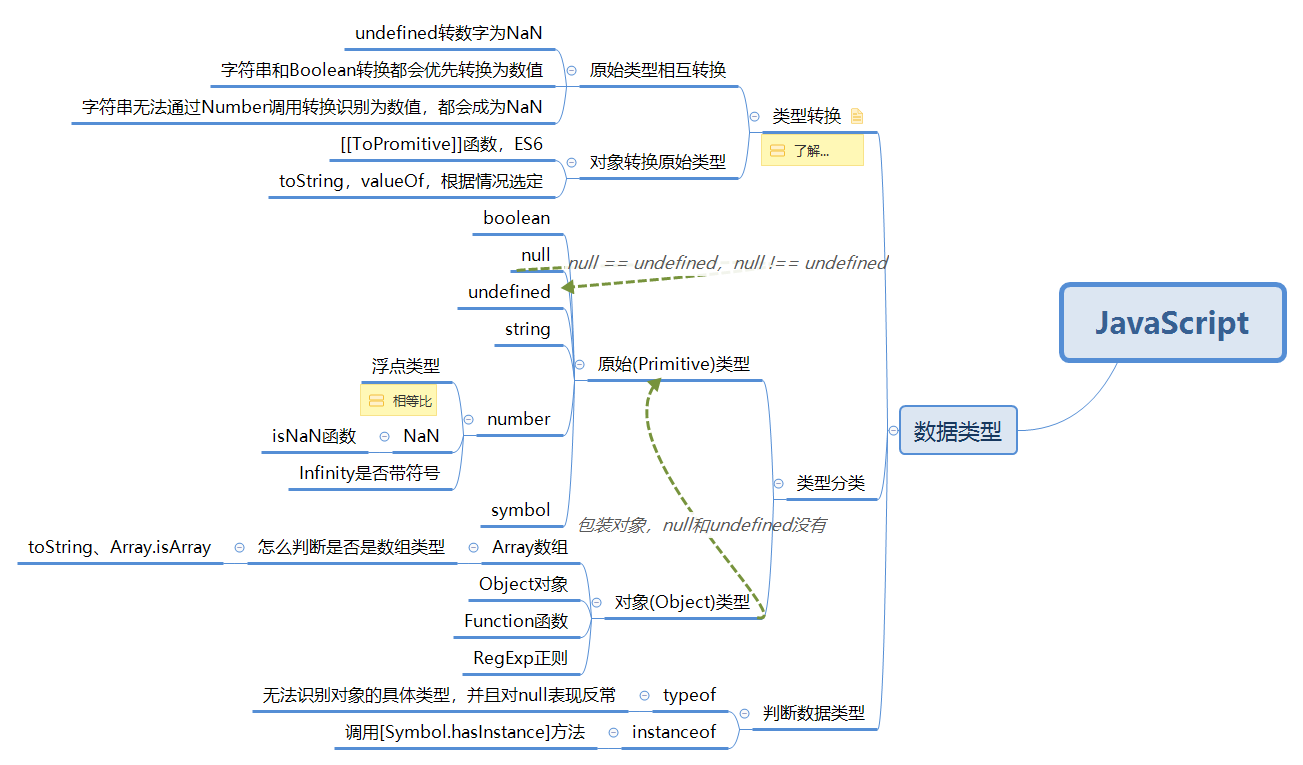 undefined转数字为NaN
字符串和Boolean转换都会优先转换为数值
原始类型相互转换
字符串无法通过Number调用转换识别为数值，都会成为NaN
类型转换
[[ToPromitive]]函数，ES6
了解...
对象转换原始类型
toString，valueOf，根据情况选定
boolean
null
null == undefined，null !== undefined
undefined
string
JavaScript
浮点类型
原始(Primitive)类型
相等比
number
isNaN函数
NaN
数据类型
Infinity是否带符号
类型分类
symbol
包装对象，null和undefined没有
toString、Array.isArray
怎么判断是否是数组类型
Array数组
Object对象
对象(Object)类型
Function函数
RegExp正则
无法识别对象的具体类型，并且对null表现反常
typeof
判断数据类型
调用[Symbol.hasInstance]方法
instanceof